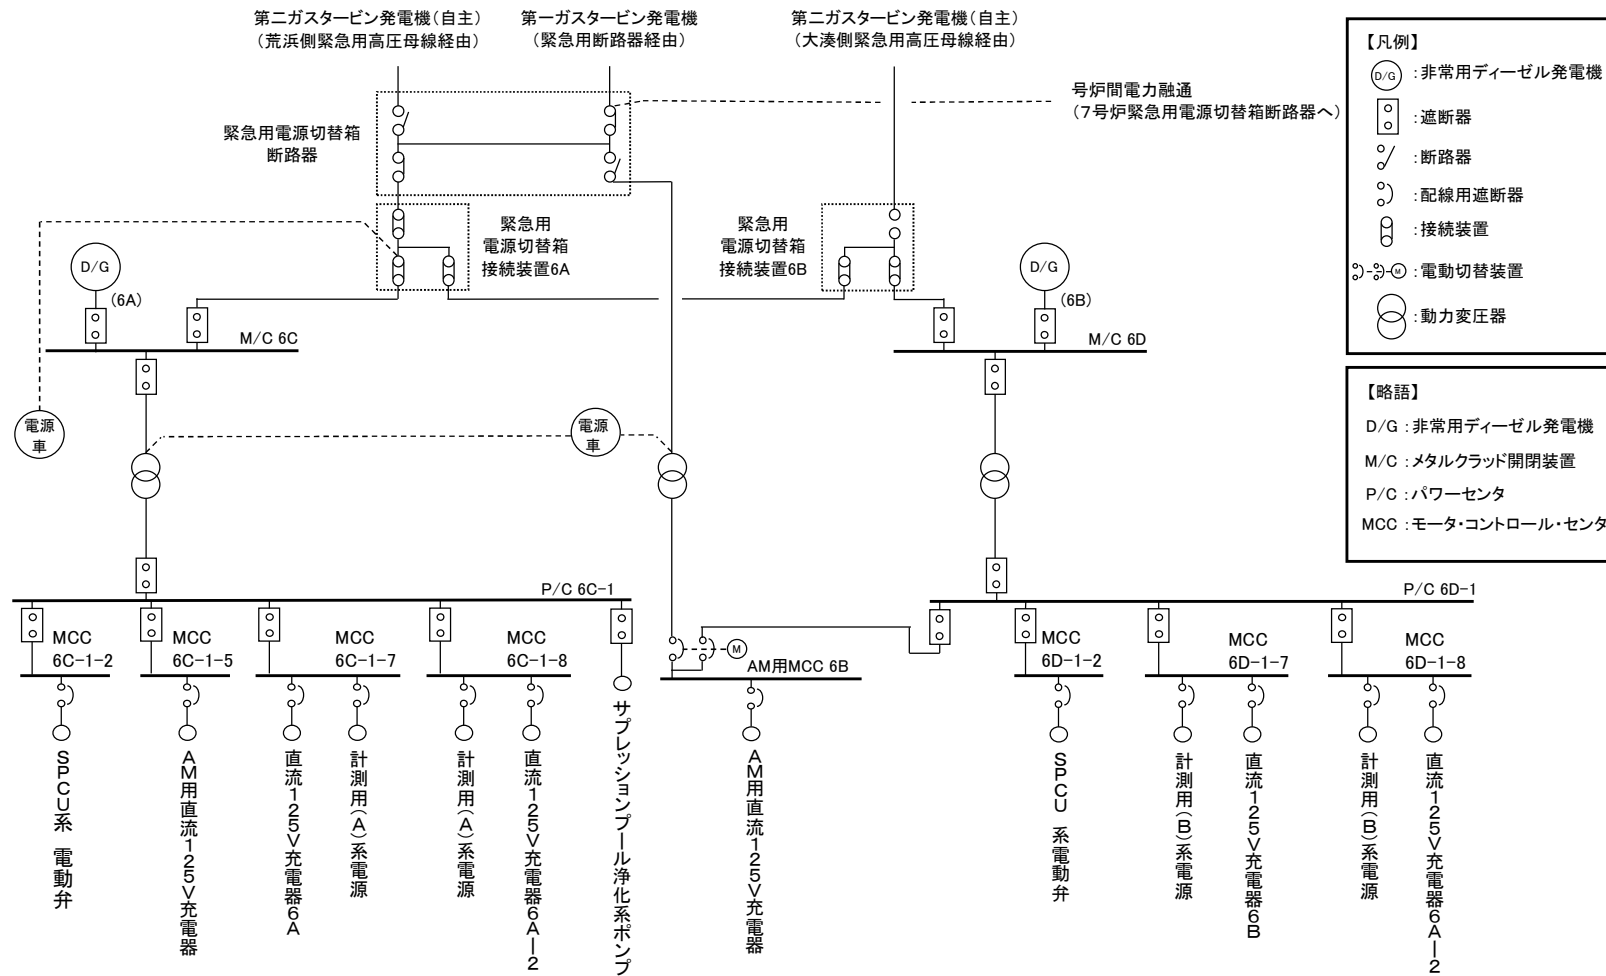 第二ガスタービン発電機(自主)
(荒浜側緊急用高圧母線経由)
第一ガスタービン発電機
(緊急用断路器経由)
第二ガスタービン発電機(自主)
(大湊側緊急用高圧母線経由)
緊急用電源切替箱
断路器
号炉間電力融通
(7号炉緊急用電源切替箱断路器へ)
緊急用
電源切替箱
接続装置6A
緊急用
電源切替箱
接続装置6B
D/G
(6A)
D/G
(6B)
M/C 6C
M/C 6D
電源
車
電源
車
P/C 6C-1
P/C 6D-1
MCC
6C-1-2
MCC
6C-1-5
MCC
6C-1-7
MCC
6C-1-8
M
AM用MCC 6B
MCC
6D-1-2
MCC
6D-1-7
MCC
6D-1-8
SPCU系 電動弁
AM用直流125V充電器
直流125V充電器6A
計測用(A)系電源
計測用(A)系電源
直流125V充電器6A-2
サプレッションプール浄化系ポンプ
AM用直流125V充電器
SPCU 系電動弁
計測用(B)系電源
直流125V充電器6B
計測用(B)系電源
直流125V充電器6A-2
【凡例】
D/G :非常用ディーゼル発電機
:遮断器
:断路器
:配線用遮断器
:接続装置
M :電動切替装置
:動力変圧器
【略語】
D/G :非常用ディーゼル発電機
M/C :メタルクラッド開閉装置
P/C :パワーセンタ
MCC :モータ・コントロール・センタ